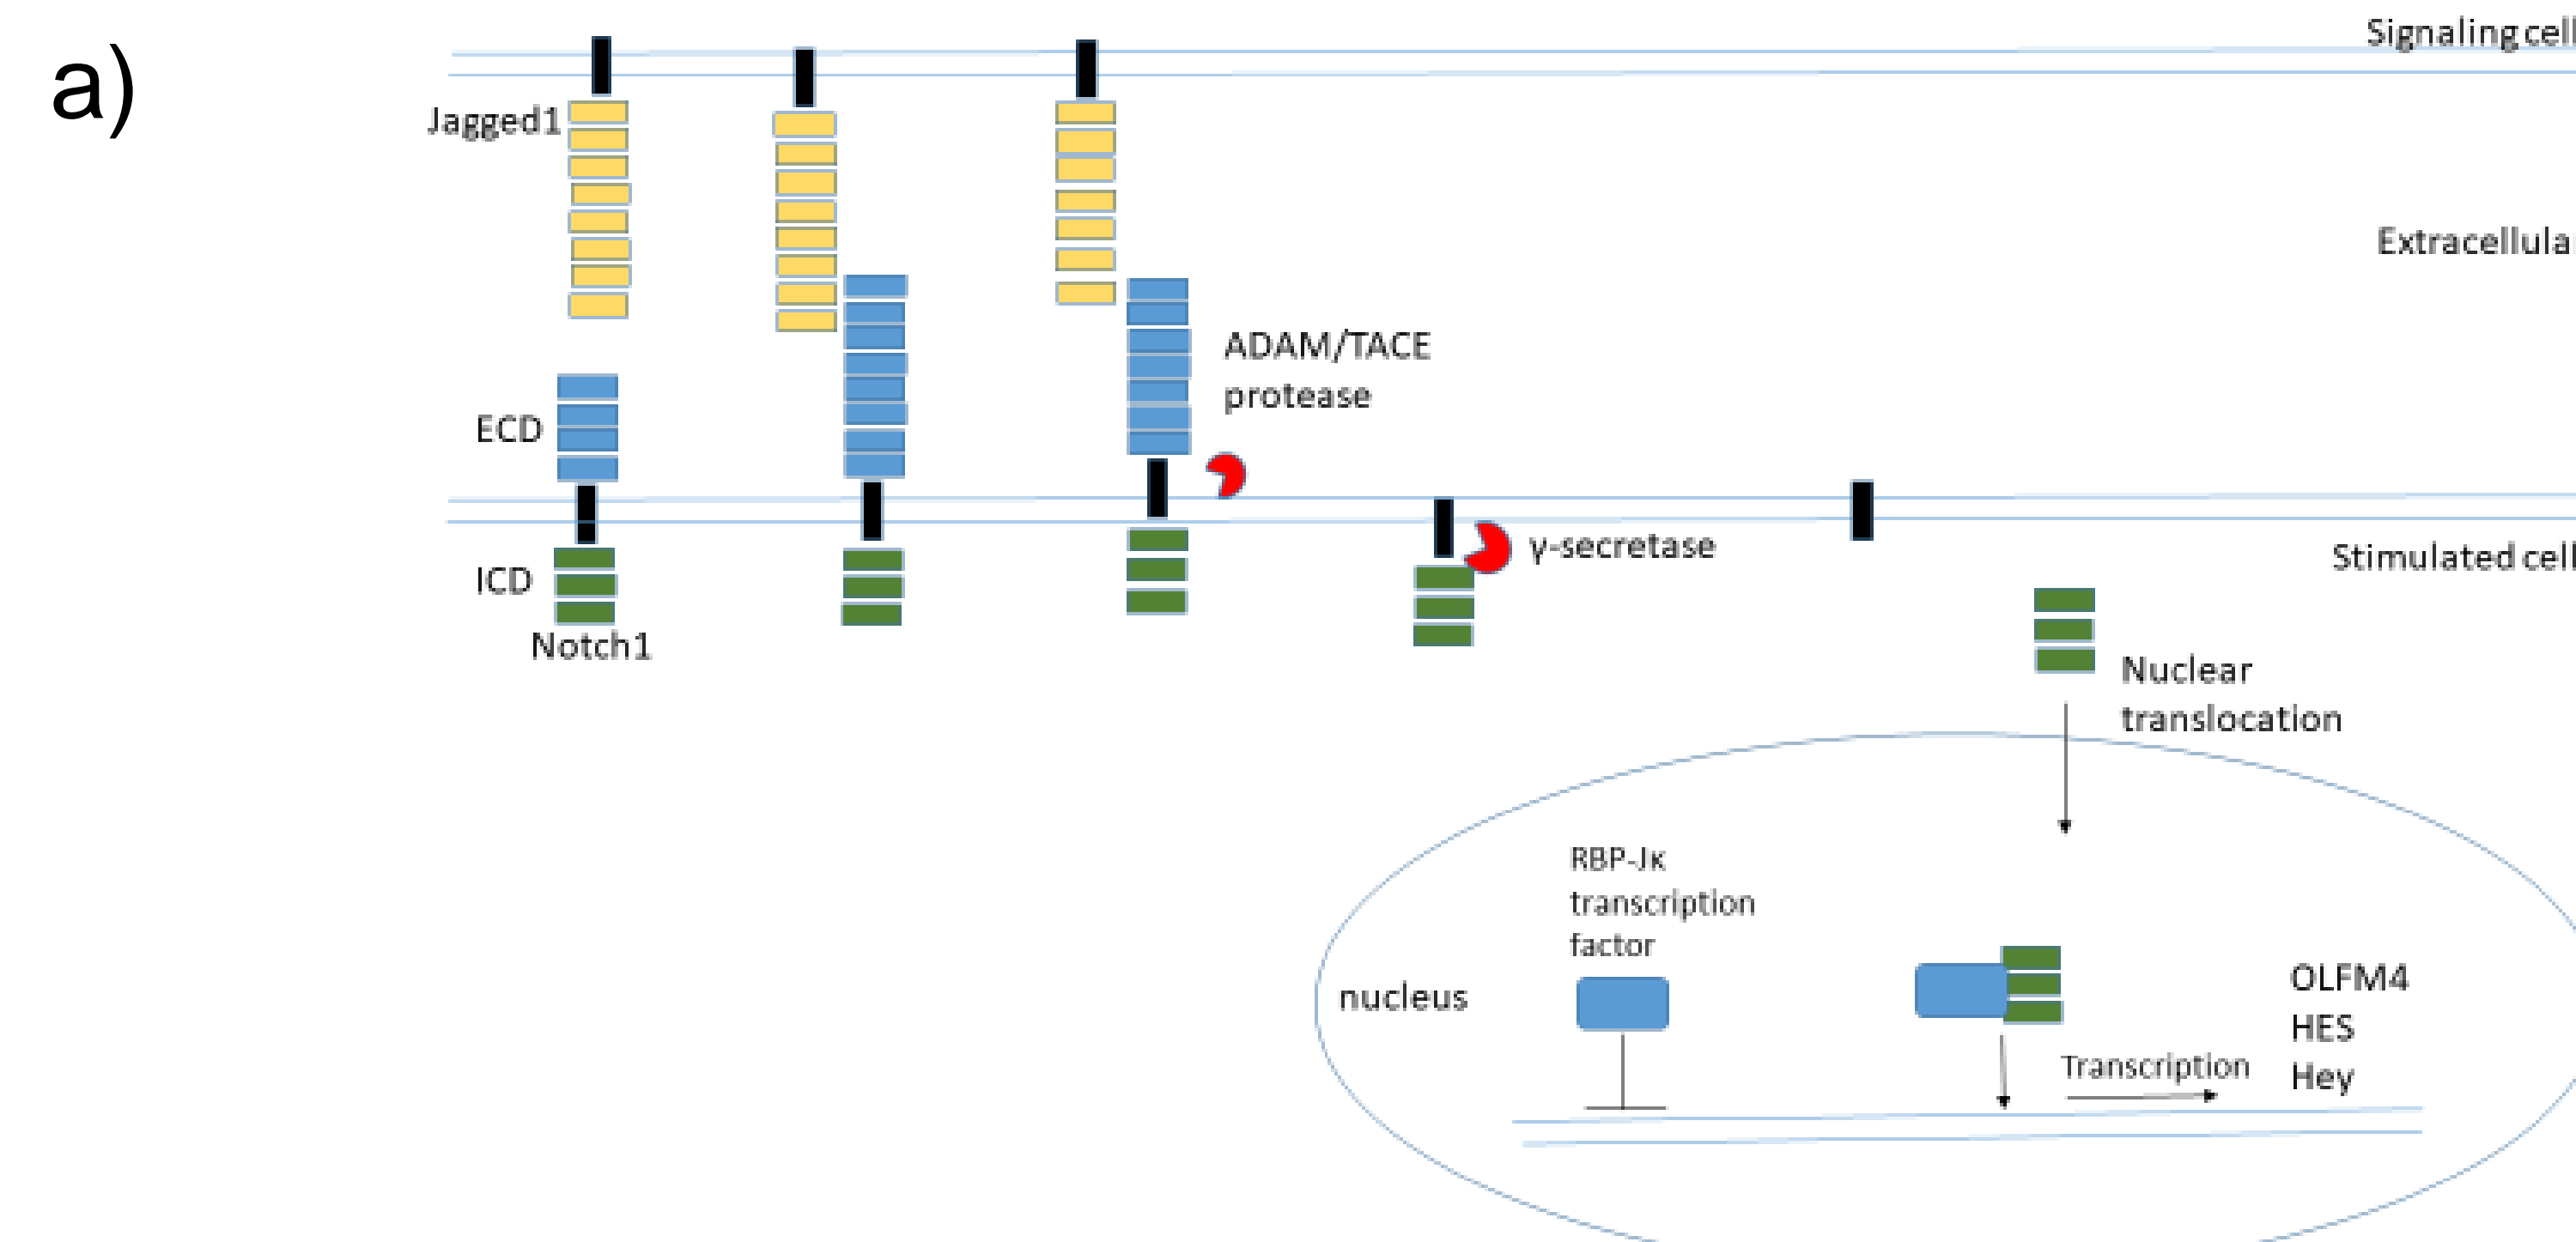 a)
Signaling cell
Jagged1
Extracellula
ADAM/TACE
protease
ECD
γ-secretase
Stimulated cell
ICD
Notch1
Nuclear
translocation
RBP-Jκ
transcription
factor
nucleus
OLFM4
HES
Hey
Transcription